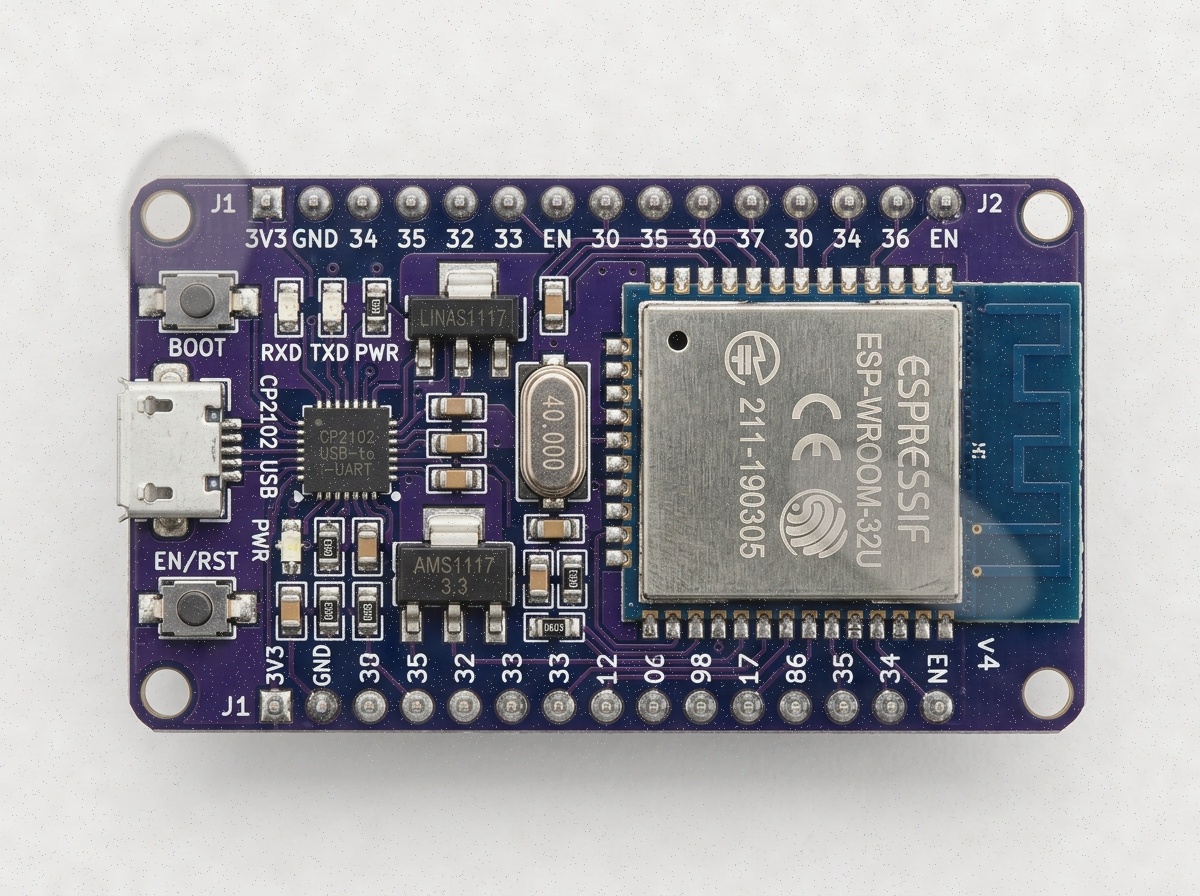 J1
J2
3V3 GND 34 35 32 33 EN 30 35 30 37 30 34 36 EN
BOOT
RXD TXD PWR
LINAS1117
CP2102 USB
CP2102
USB-to
-UART
40.000
PWR
EN/RST
AMS1117
3.3
ESPRESSIF
ESP-WROOM-32U
CE
211-190305
V4
3V3 GND 38 35 32 33 33 12 06 98 17 86 35 34 EN
J1